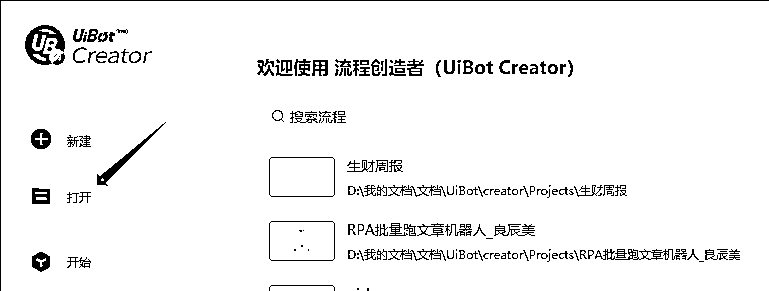 UiBot
Creator
欢迎使用 流程创造者（UiBot Creator）
搜索流程
新建
生财周报
D:\我的文档\文档\UiBot\creator\Projects\生财周报
打开
RPA批量跑文章机器人_良辰美
D:\我的文档\文档\UiBot\creator\Projects\RPA批量跑文章机器人_良辰美
开始